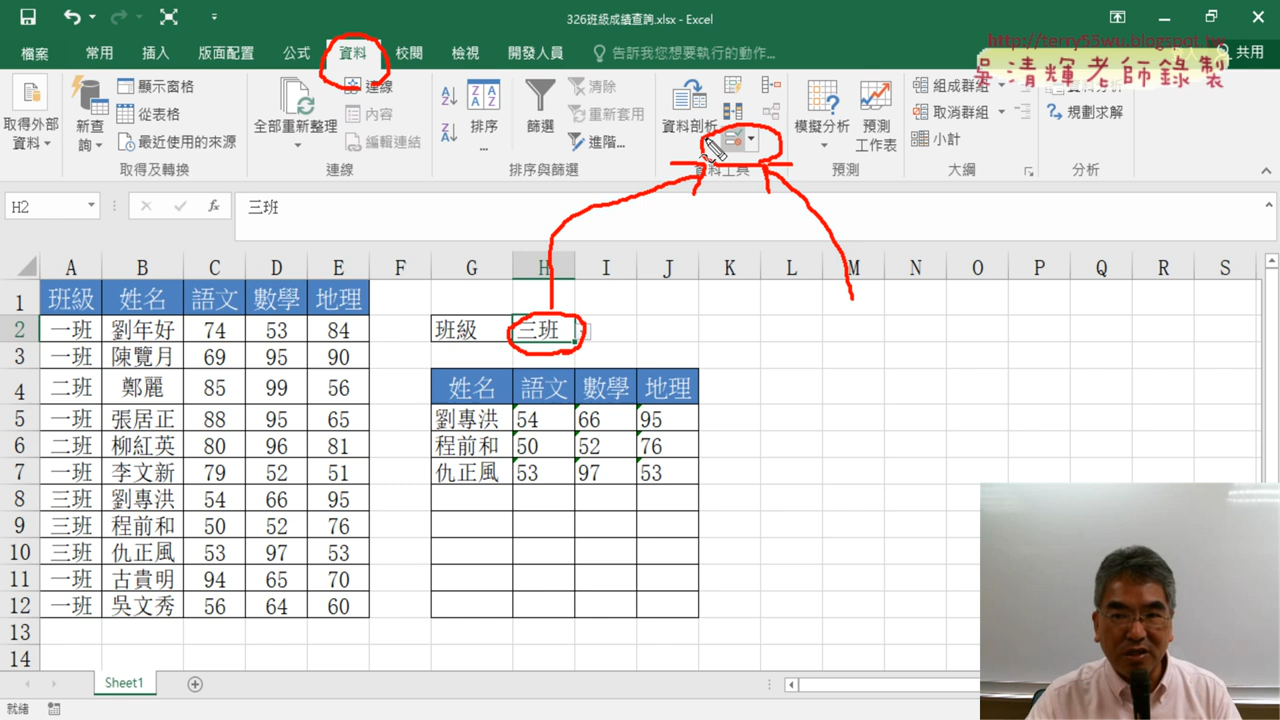 326班級成績查詢.xlsx - Excel
http://terry55wu.blogspot.tw
檔案 常用 插入 版面配置 公式 資料 校閱 檢視 開發人員 告訴我您想要執行的動作... 共用
吳清輝老師錄製
取得外部資料 新查詢 顯示窗格 從表格 最近使用的來源
全部重新整理 連線 內容 編輯連結
排序... 篩選 清除 重新套用 進階...
資料剖析 模擬分析 預測工作表
組成群組 取消群組 小計 規劃求解
取得及轉換 連線 排序與篩選 資料工具 預測 大綱 分析
H2 fx 三班
A B C D E F G H I J K L M N O P Q R S
1 班級 姓名 語文 數學 地理
2 一班 劉年好 74 53 84 班級 三班
3 一班 陳覽月 69 95 90
4 二班 鄭麗 85 99 56 姓名 語文 數學 地理
5 一班 張居正 88 95 65 劉專洪 54 66 95
6 二班 柳紅英 80 96 81 程前和 50 52 76
7 一班 李文新 79 52 51 仇正風 53 97 53
8 三班 劉專洪 54 66 95
9 三班 程前和 50 52 76
10 三班 仇正風 53 97 53
11 一班 古貴明 94 65 70
12 一班 吳文秀 56 64 60
13
14
Sheet1
就緒